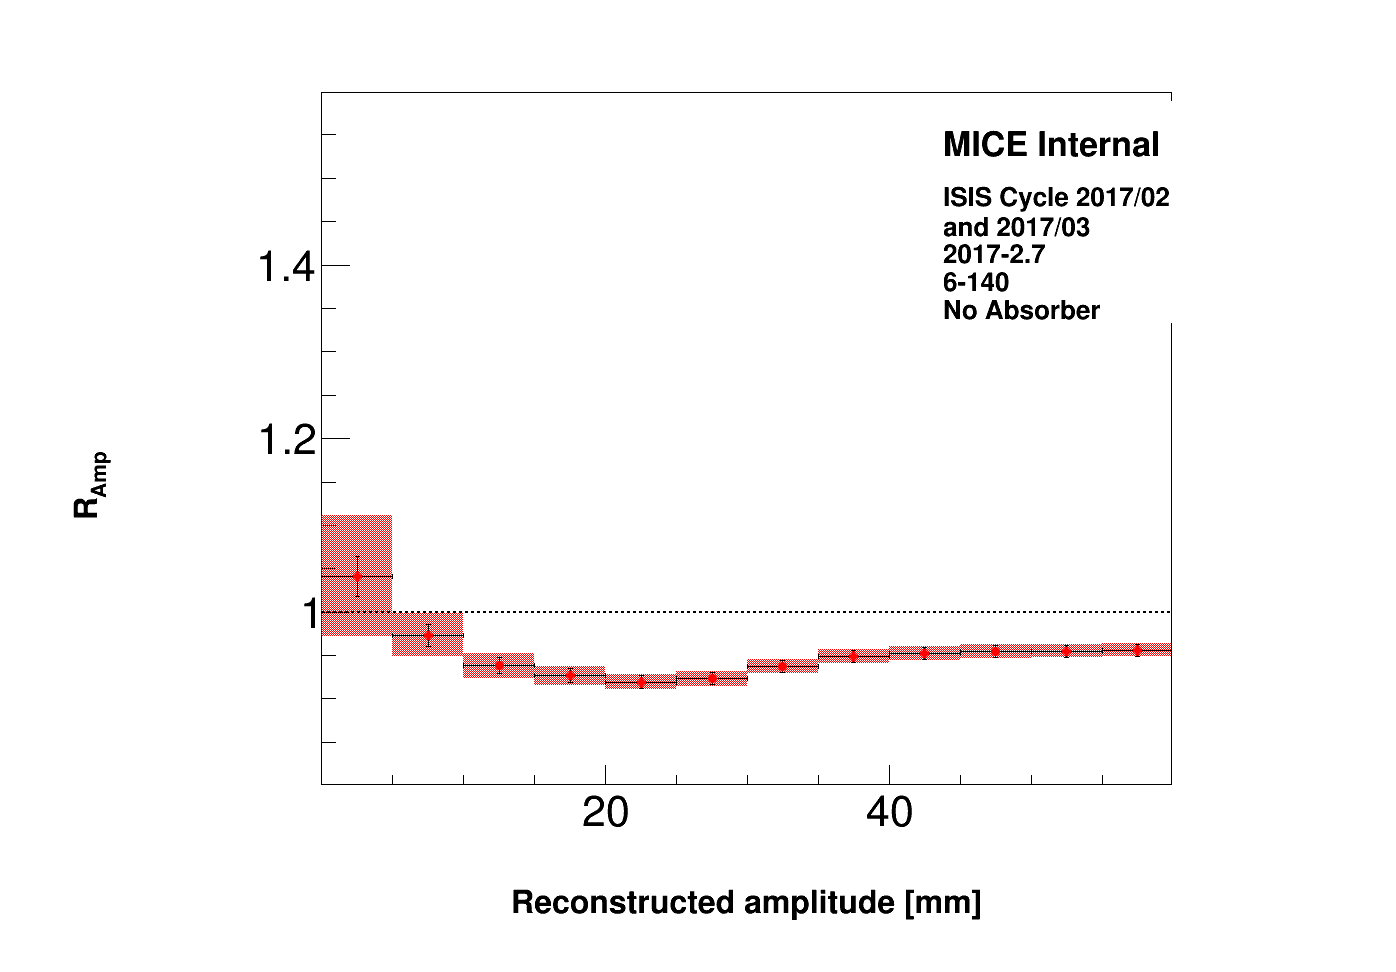 MICE Internal
ISIS Cycle 2017/02
and 2017/03
2017-2.7
6-140
No Absorber
1.4
1.2
1
R_Amp
20 40
Reconstructed amplitude [mm]